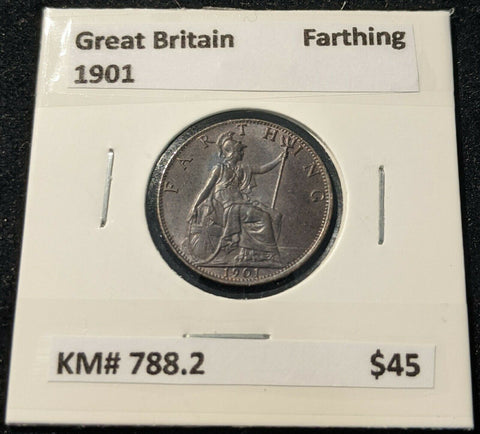 Great Britain Farthing
1901
FARTHING
1901
KM# 788.2 $45